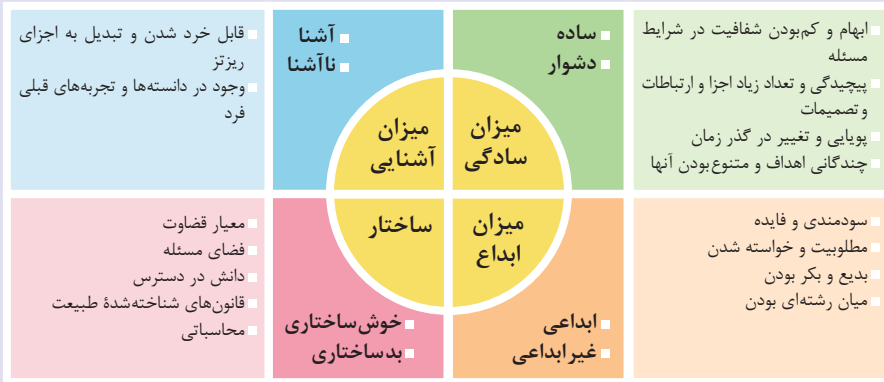 ابهام و کم‌بودن شفافیت در شرایط
مسئله
پیچیدگی و تعداد زیاد اجزا و ارتباطات
و تصمیمات
پویایی و تغییر در گذر زمان
چندگانی اهداف و متنوع‌بودن آنها
ساده
دشوار
میزان
سادگی
آشنا
ناآشنا
میزان
آشنایی
قابل خرد شدن و تبدیل به اجزای
ریزتز
وجود در دانسته‌ها و تجربه‌های قبلی
فرد
سودمندی و فایده
مطلوبیت و خواسته شدن
بدیع و بکر بودن
میان رشته‌ای بودن
میزان
ابداع
ابداعی
غیرابداعی
ساختار
خوش‌ساختاری
بدساختاری
معیار قضاوت
فضای مسئله
دانش در دسترس
قانون‌های شناخته‌شدهٔ طبیعت
محاسباتی